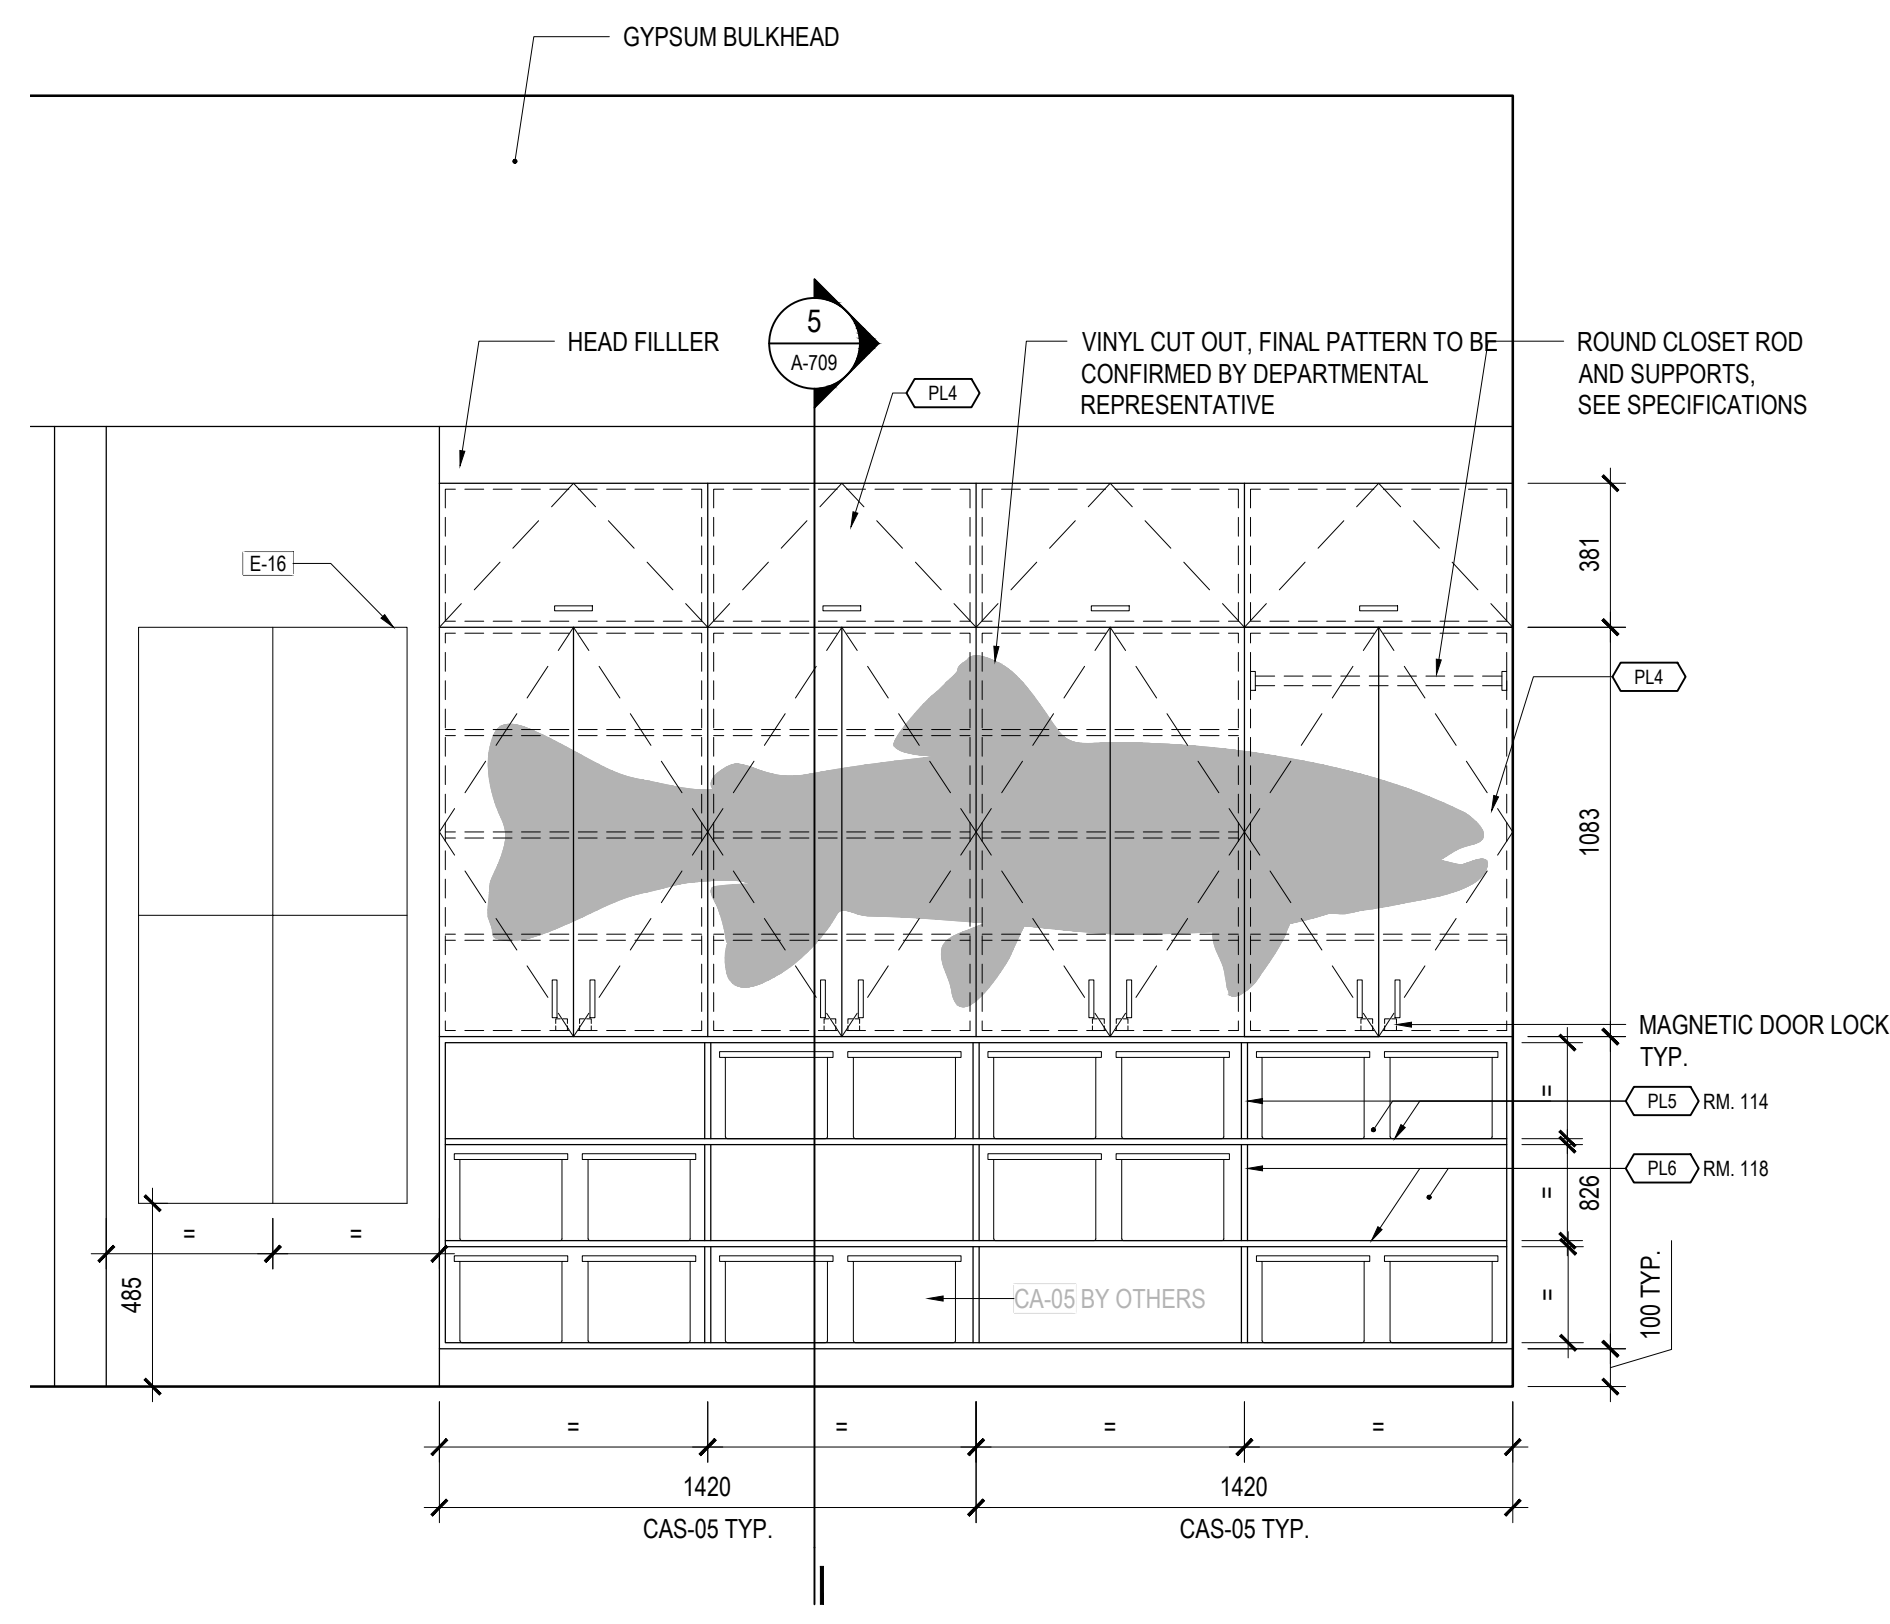 GYPSUM BULKHEAD
HEAD FILLLER
5
A-709
PL4
VINYL CUT OUT, FINAL PATTERN TO BE
CONFIRMED BY DEPARTMENTAL
REPRESENTATIVE
ROUND CLOSET ROD
AND SUPPORTS,
SEE SPECIFICATIONS
E-16
381
PL4
1083
MAGNETIC DOOR LOCK
TYP.
=
PL5 RM. 114
PL6 RM. 118
=
826
=
=
=
485
CA-05 BY OTHERS
=
100 TYP.
=
=
=
=
1420
1420
CAS-05 TYP.
CAS-05 TYP.